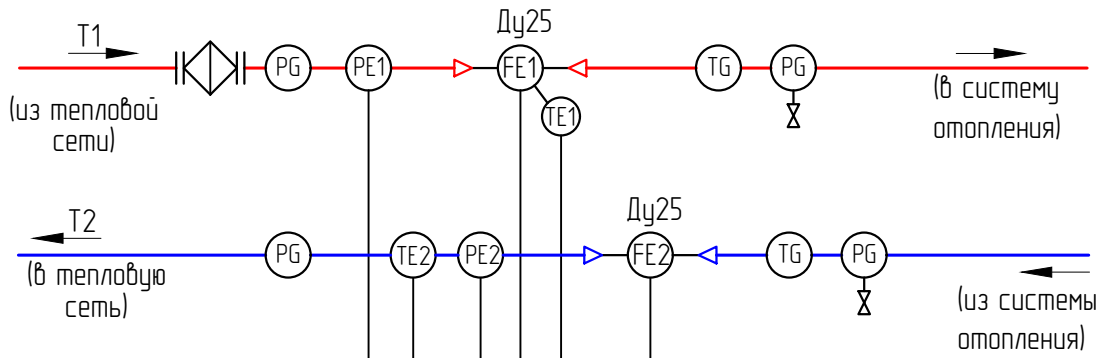 Ду25
T1
PG
PE1
FE1
TG
PG
(из тепловой
сети)
TE1
(в систему
отопления)
T2
Ду25
PG
TE2
PE2
FE2
TG
PG
(в тепловую
сеть)
(из системы
отопления)